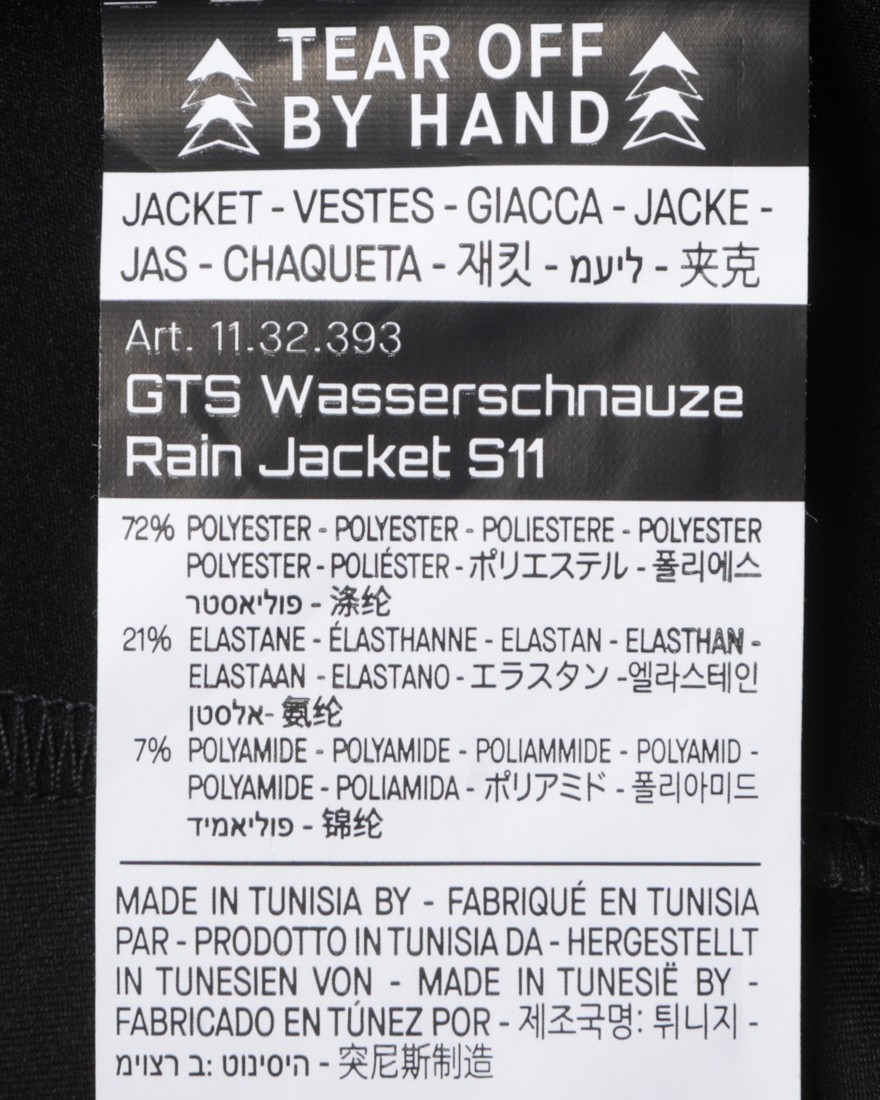 TEAR OFF
BY HAND
JACKET - VESTES - GIACCA - JACKE -
JAS - CHAQUETA - 재킷 - מעיל - 夹克
Art. 11.32.393
GTS Wasserschnauze
Rain Jacket S11
72% POLYESTER - POLYESTER - POLIESTERE - POLYESTER
POLYESTER - POLIÉSTER - ポリエステル - 폴리에스
פוליאסטר - 涤纶
21% ELASTANE - ÉLASTHANNE - ELASTAN - ELASTHAN -
ELASTAAN - ELASTANO - エラスタン -엘라스테인
אלסטן- 氨纶
7% POLYAMIDE - POLYAMIDE - POLIAMMIDE - POLYAMID -
POLYAMIDE - POLIAMIDA - ポリアミド - 폴리아미드
פוליאמיד - 锦纶
MADE IN TUNISIA BY - FABRIQUÉ EN TUNISIA
PAR - PRODOTTO IN TUNISIA DA - HERGESTELLT
IN TUNESIEN VON - MADE IN TUNESIË BY -
FABRICADO EN TÚNEZ POR - 제조국명: 튀니지 -
מיוצר ב: טוניסיה - 突尼斯制造